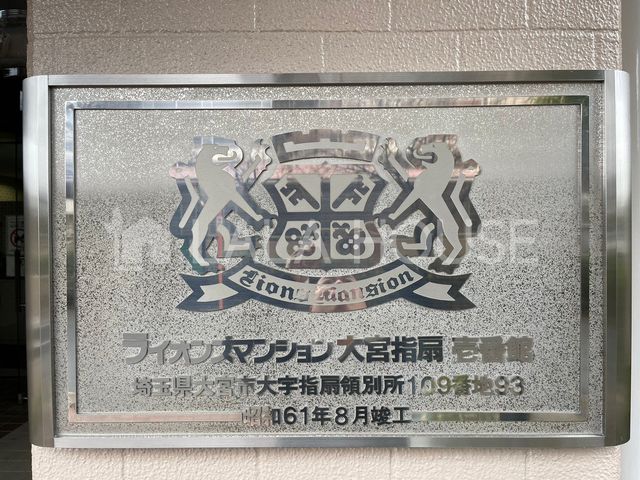 Lions Mansion
ライオンズマンション大宮指扇 壱番館
埼玉県大宮市大字指扇領別所109番地93
昭和61年8月竣工